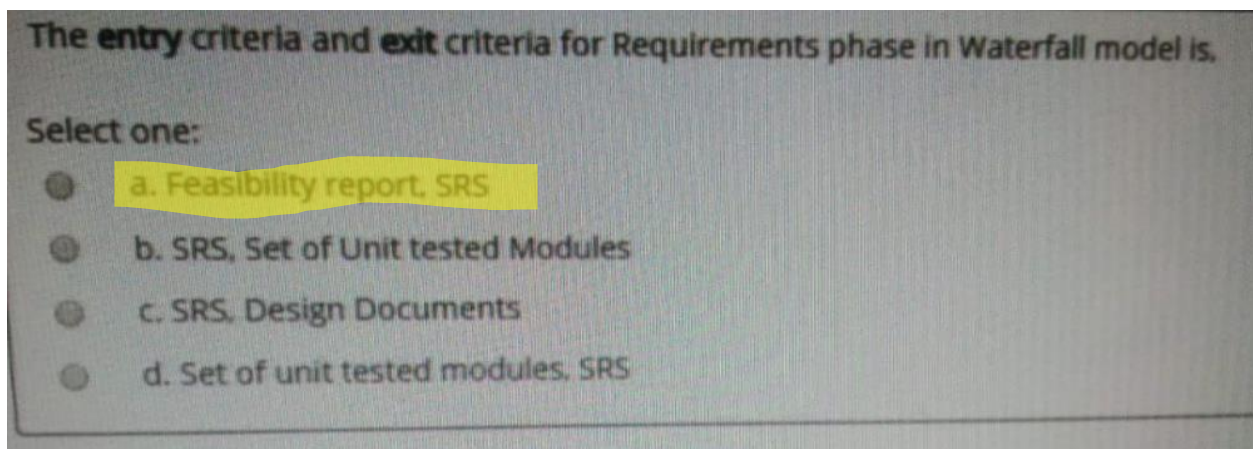 The entry criteria and exit criteria for Requirements phase in Waterfall model is,
Select one:
a. Feasibility report, SRS
b. SRS, Set of Unit tested Modules
c. SRS, Design Documents
d. Set of unit tested modules, SRS